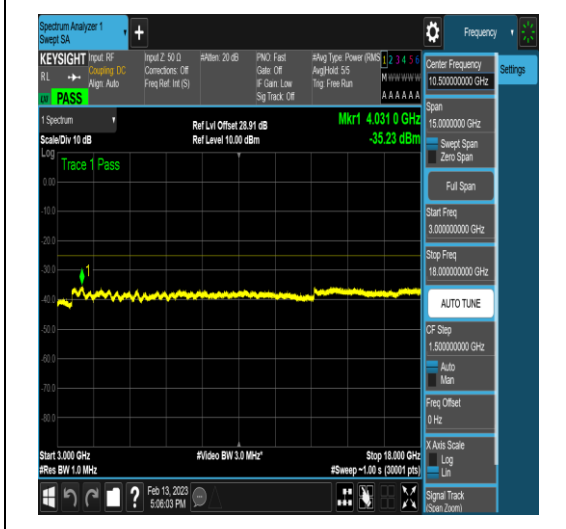 Spectrum Analyzer 1
Swept SA
+
Frequency
KEYSIGHT
RL
PASS
Input: RF
Coupling: DC
Align: Auto
Input Z: 50 Ω
Corrections: Off
Freq Ref: Int (S)
#Atten: 20 dB
PNO: Fast
Gate: Off
IF Gain: Low
Sig Track: Off
#Avg Type: Power (RMS)
Avg|Hold: 5/5
Trig: Free Run
1 2 3 4 5 6
M W W W W W
A A A A A A
1 Spectrum
Scale/Div 10 dB
Ref Lvl Offset 28.91 dB
Ref Level 10.00 dBm
Mkr1 4.031 0 GHz
-35.23 dBm
Log
Trace 1 Pass
0.00
-10.0
-20.0
-30.0
1
-40.0
-50.0
-60.0
-70.0
-80.0
Start 3.000 GHz
#Res BW 1.0 MHz
#Video BW 3.0 MHz*
Stop 18.000 GHz
#Sweep ~1.00 s (30001 pts)
?
Feb 13, 2023
5:06:03 PM
Center Frequency
10.500000000 GHz
Settings
Span
15.0000000 GHz
Swept Span
Zero Span
Full Span
Start Freq
3.000000000 GHz
Stop Freq
18.000000000 GHz
AUTO TUNE
CF Step
1.500000000 GHz
Auto
Man
Freq Offset
0 Hz
X Axis Scale
Log
Lin
Signal Track
(Span Zoom)